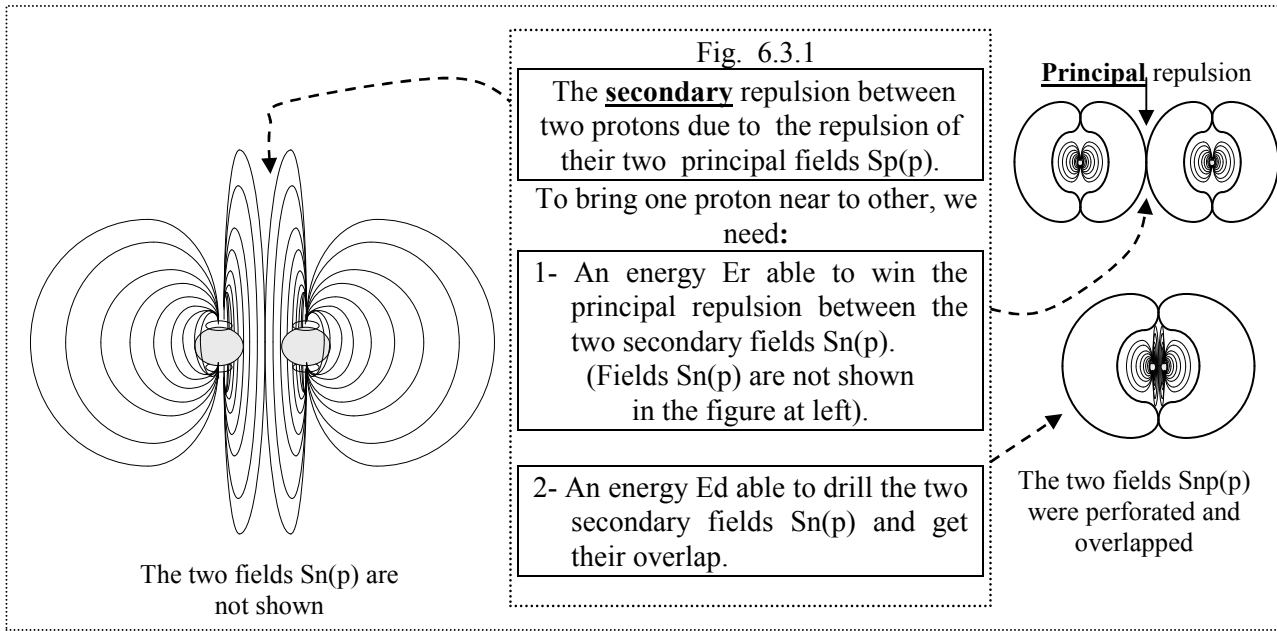 Fig. 6.3.1
The secondary repulsion between
two protons due to the repulsion of
their two principal fields Sp(p).
To bring one proton near to other, we
need:
1- An energy Er able to win the
principal repulsion between the
two secondary fields Sn(p).
(Fields Sn(p) are not shown
in the figure at left).
2- An energy Ed able to drill the two
secondary fields Sn(p) and get
their overlap.
The two fields Sn(p) are
not shown
Principal repulsion
The two fields Snp(p)
were perforated and
overlapped